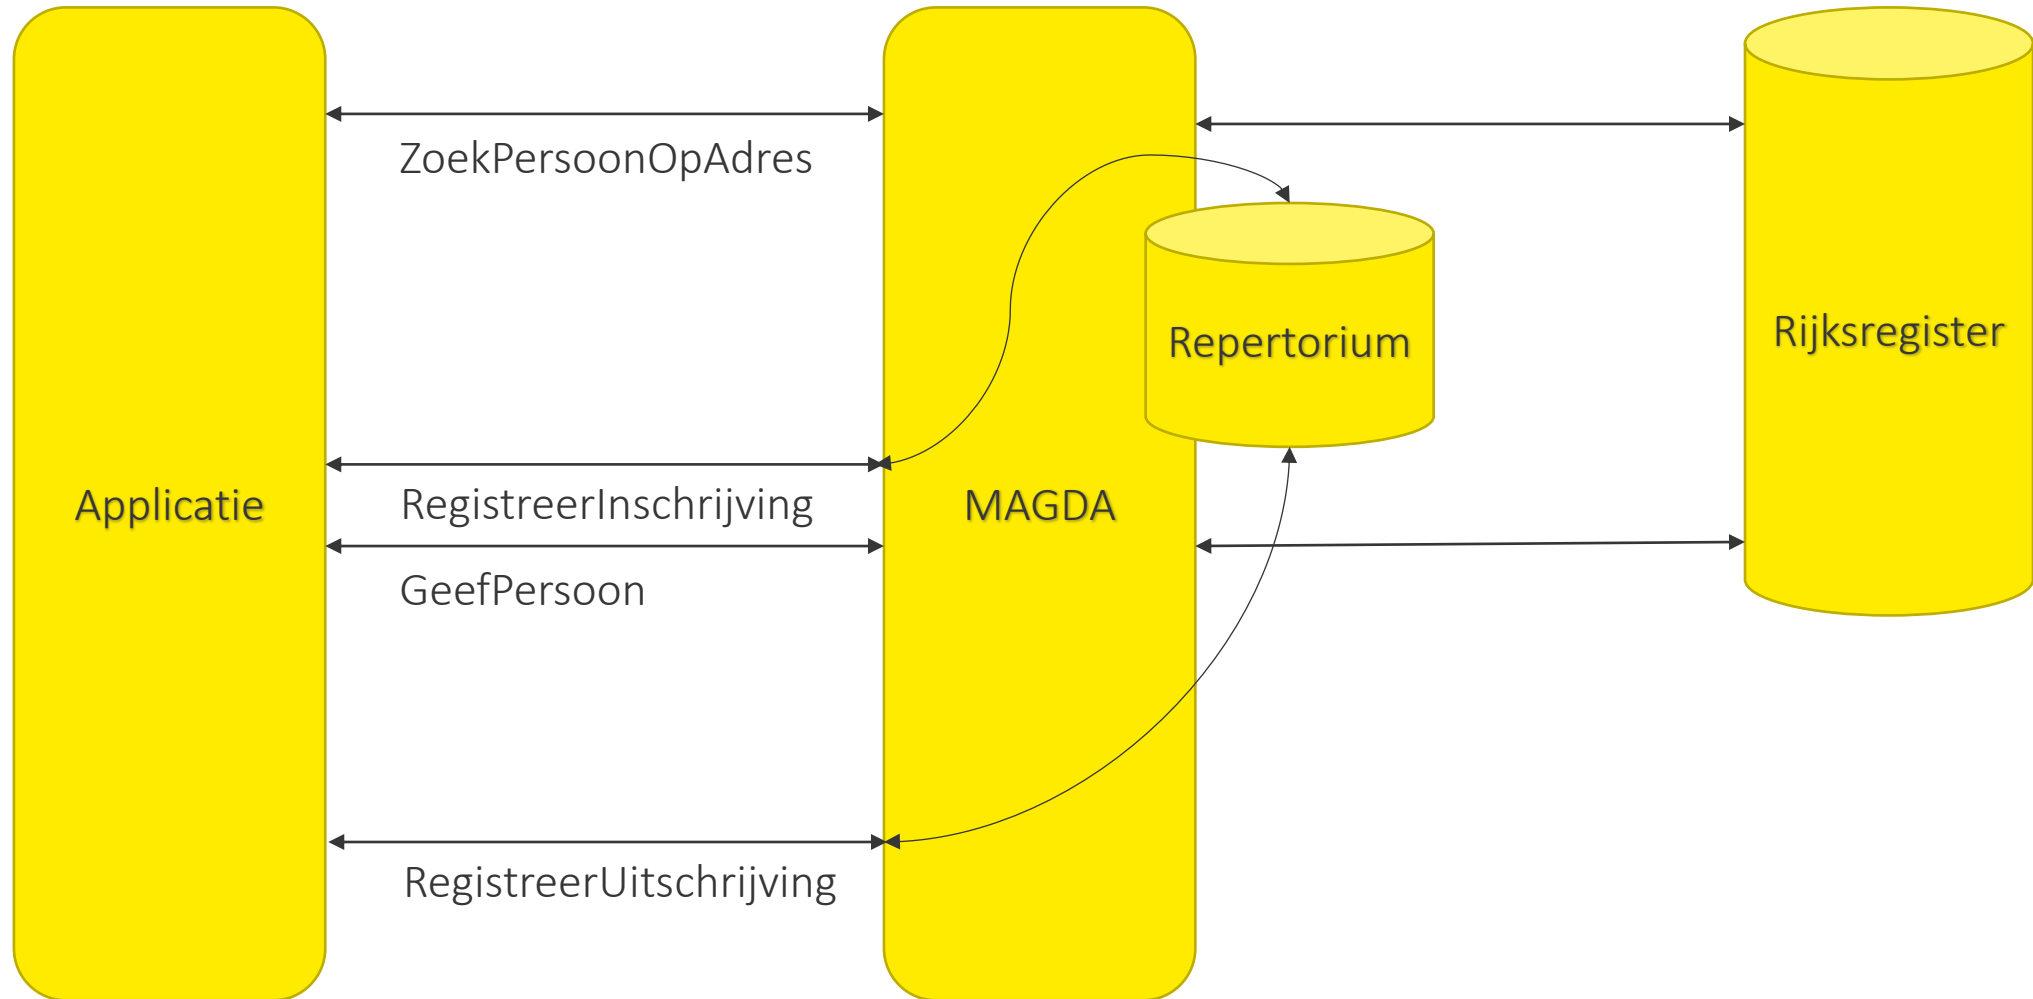 ZoekPersoonOpAdres
Repertorium
Rijksregister
Applicatie
RegistreerInschrijving
MAGDA
GeefPersoon
RegistreerUitschrijving